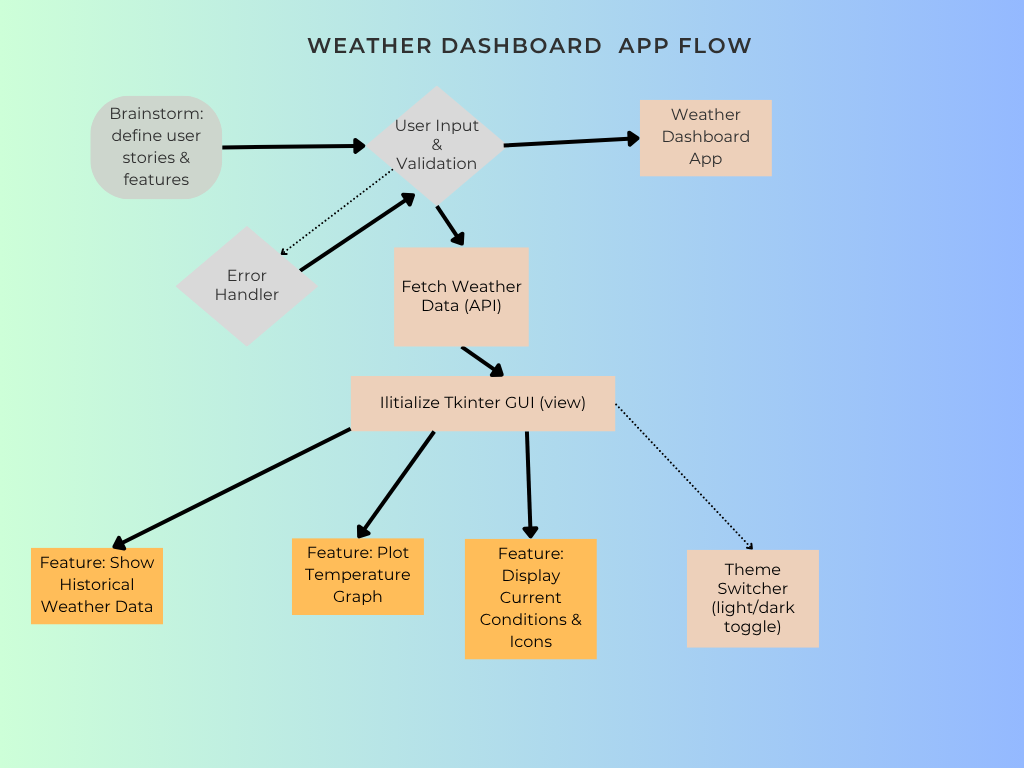 WEATHER DASHBOARD APP FLOW
Brainstorm:
define user
stories &
features
User Input
&
Validation
Weather
Dashboard
App
Error
Handler
Fetch Weather
Data (API)
Ilitialize Tkinter GUI (view)
Feature: Show
Historical
Weather Data
Feature: Plot
Temperature
Graph
Feature:
Display
Current
Conditions &
Icons
Theme
Switcher
(light/dark
toggle)